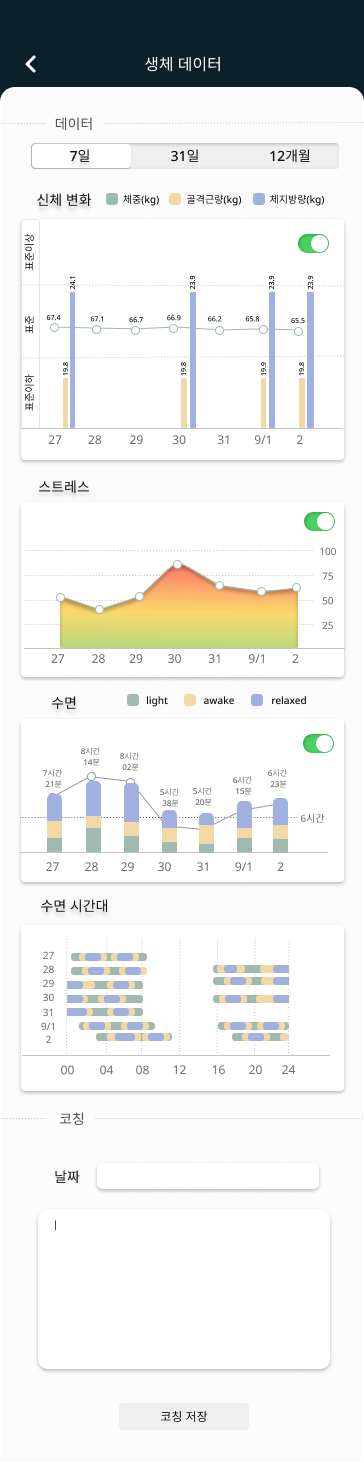 생체 데이터
데이터
7일 31일 12개월
신체 변화 체중(kg) 골격근량(kg) 체지방량(kg)
표준이상
표준
표준이하
67.4 67.1 66.7 66.9 66.2 65.8 65.5
24.1 23.9 23.9 23.9
19.8 19.8 19.9 19.8
27 28 29 30 31 9/1 2
스트레스
100
75
50
25
27 28 29 30 31 9/1 2
수면 light awake relaxed
7시간 21분
8시간 14분
8시간 02분
5시간 38분
5시간 20분
6시간 15분
6시간 23분
6시간
27 28 29 30 31 9/1 2
수면 시간대
27
28
29
30
31
9/1
2
00 04 08 12 16 20 24
코칭
날짜
코칭 저장